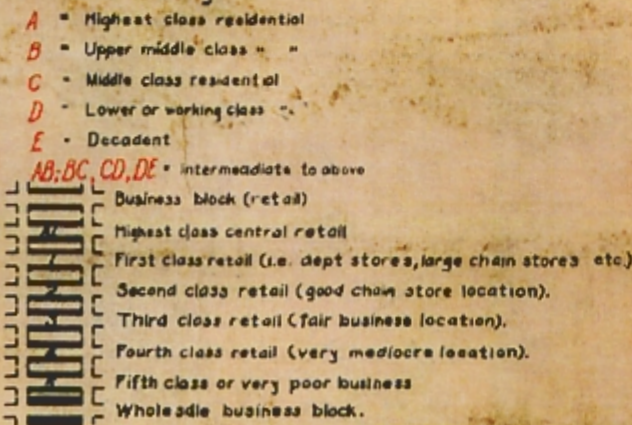 A - Highest class residential
B - Upper middle class " "
C - Middle class residential
D - Lower or working class "
E - Decadent
AB, BC, CD, DE - intermeadiate to above
Business block (retail)
Highest class central retail
First class retail (i.e. dept stores, large chain stores etc.)
Second class retail (good chain store location).
Third class retail (fair business location).
Fourth class retail (very mediocre location).
Fifth class or very poor business
Wholesale business block.